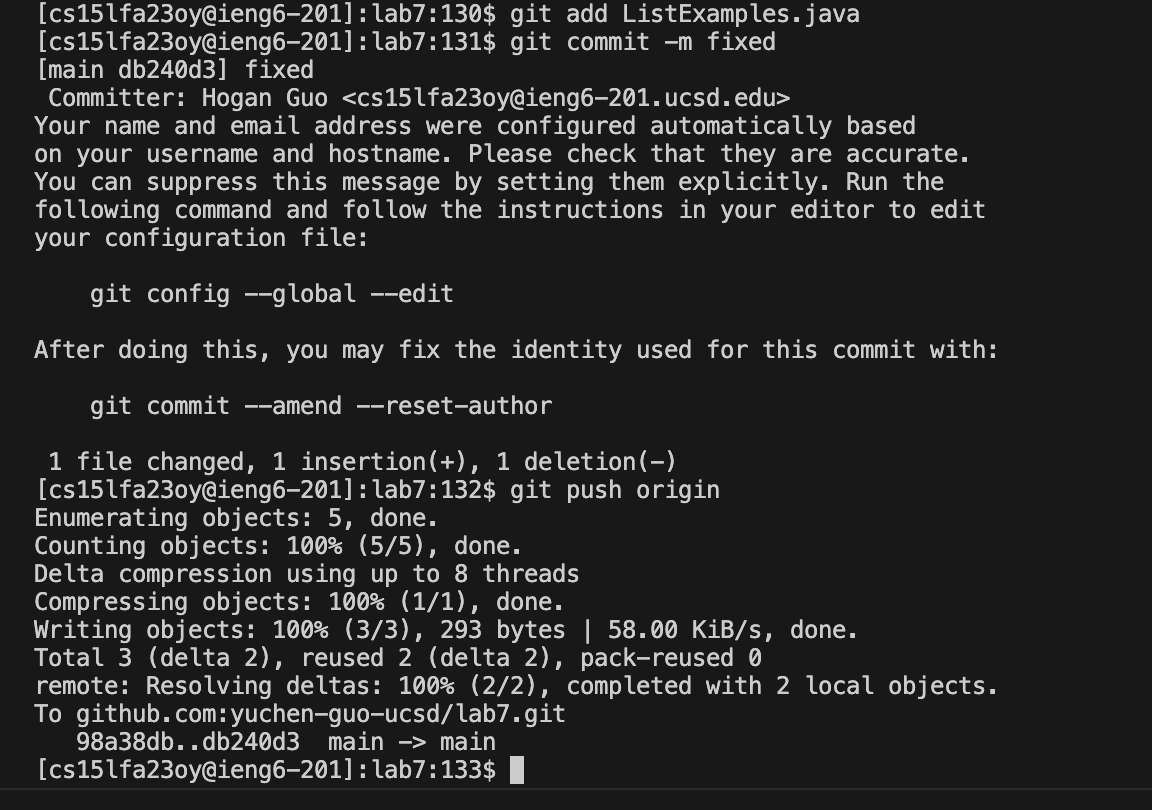 [cs15lfa23oy@ieng6-201]:lab7:130$ git add ListExamples.java
[cs15lfa23oy@ieng6-201]:lab7:131$ git commit -m fixed
[main db240d3] fixed
 Committer: Hogan Guo <cs15lfa23oy@ieng6-201.ucsd.edu>
Your name and email address were configured automatically based
on your username and hostname. Please check that they are accurate.
You can suppress this message by setting them explicitly. Run the
following command and follow the instructions in your editor to edit
your configuration file:

    git config --global --edit

After doing this, you may fix the identity used for this commit with:

    git commit --amend --reset-author

 1 file changed, 1 insertion(+), 1 deletion(-)
[cs15lfa23oy@ieng6-201]:lab7:132$ git push origin
Enumerating objects: 5, done.
Counting objects: 100% (5/5), done.
Delta compression using up to 8 threads
Compressing objects: 100% (1/1), done.
Writing objects: 100% (3/3), 293 bytes | 58.00 KiB/s, done.
Total 3 (delta 2), reused 2 (delta 2), pack-reused 0
remote: Resolving deltas: 100% (2/2), completed with 2 local objects.
To github.com:yuchen-guo-ucsd/lab7.git
   98a38db..db240d3  main -> main
[cs15lfa23oy@ieng6-201]:lab7:133$